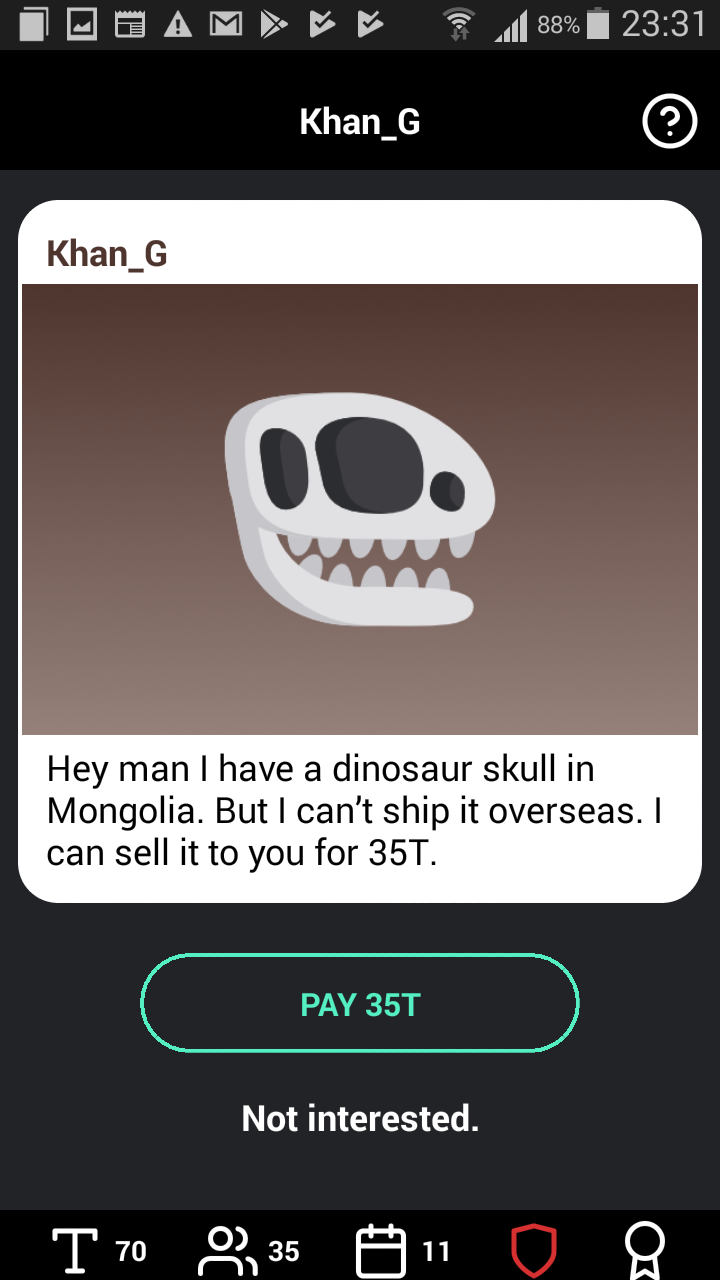 88% 23:31
Khan_G
Khan_G
Hey man I have a dinosaur skull in
Mongolia. But I can’t ship it overseas. I
can sell it to you for 35T.
PAY 35T
Not interested.
T 70 35 11